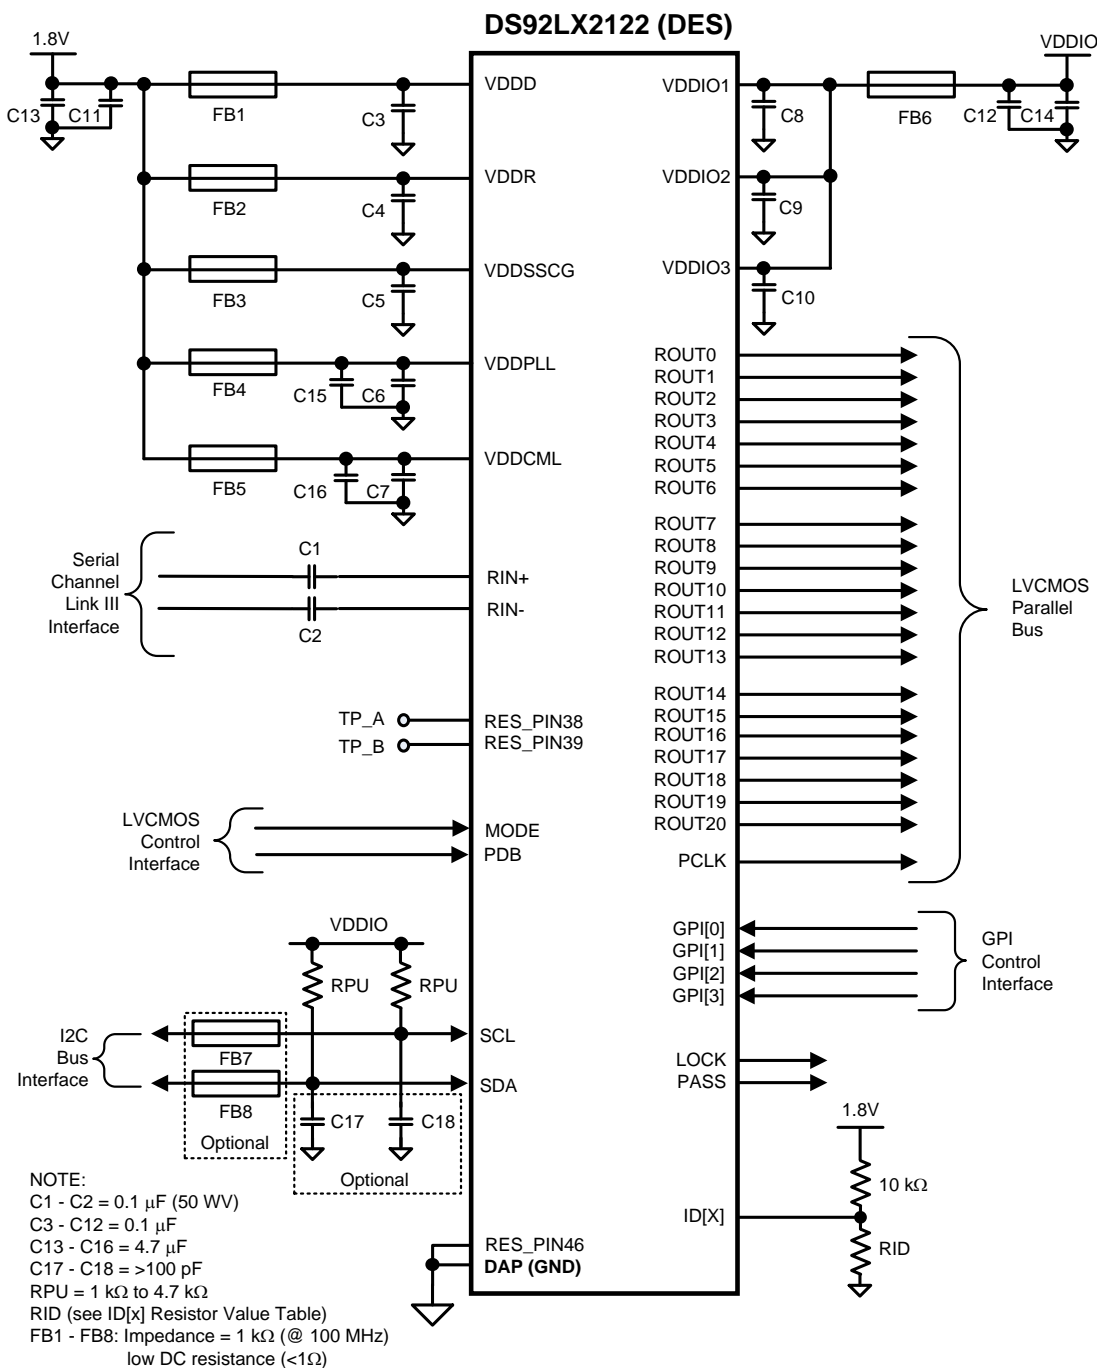 DS92LX2122 (DES)
1.8V
VDDIO
C13
C11
FB1
C3
VDDD
VDDIO1
C8
FB6
C12
C14
FB2
C4
VDDR
VDDIO2
C9
FB3
C5
VDDSSCG
VDDIO3
C10
FB4
C15
C6
VDDPLL
FB5
C16
C7
VDDCML
ROUT0
ROUT1
ROUT2
ROUT3
ROUT4
ROUT5
ROUT6
ROUT7
ROUT8
ROUT9
ROUT10
ROUT11
ROUT12
ROUT13
ROUT14
ROUT15
ROUT16
ROUT17
ROUT18
ROUT19
ROUT20
PCLK
LVCMOS
Parallel
Bus
Serial
Channel
Link III
Interface
C1
C2
RIN+
RIN-
TP_A
TP_B
RES_PIN38
RES_PIN39
LVCMOS
Control
Interface
MODE
PDB
GPI[0]
GPI[1]
GPI[2]
GPI[3]
GPI
Control
Interface
VDDIO
RPU
RPU
I2C
Bus
Interface
FB7
FB8
Optional
SCL
SDA
C17
C18
Optional
LOCK
PASS
1.8V
10 kΩ
ID[X]
RID
RES_PIN46
DAP (GND)
NOTE:
C1 - C2 = 0.1 μF (50 WV)
C3 - C12 = 0.1 μF
C13 - C16 = 4.7 μF
C17 - C18 = >100 pF
RPU = 1 kΩ to 4.7 kΩ
RID (see ID[x] Resistor Value Table)
FB1 - FB8: Impedance = 1 kΩ (@ 100 MHz)
low DC resistance (<1Ω)